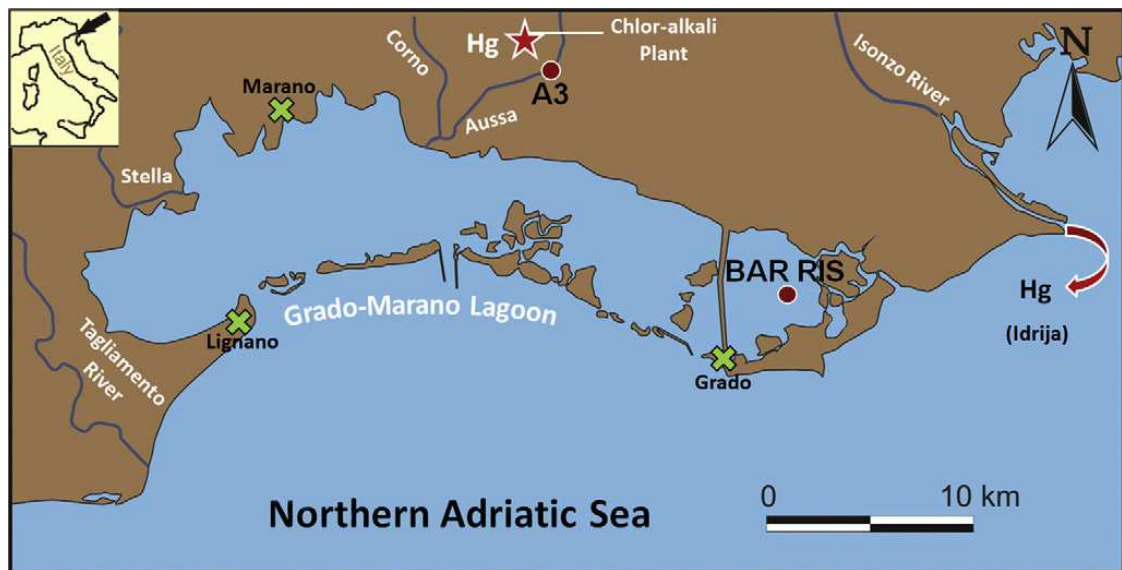 Italy
Corno
Hg
Chlor-alkali
Plant
A3
Isonzo River
N
Marano
Aussa
Stella
BAR RIS
Hg
(Idrija)
Grado-Marano Lagoon
Lignano
Tagliamento
River
Grado
Northern Adriatic Sea
0 10 km